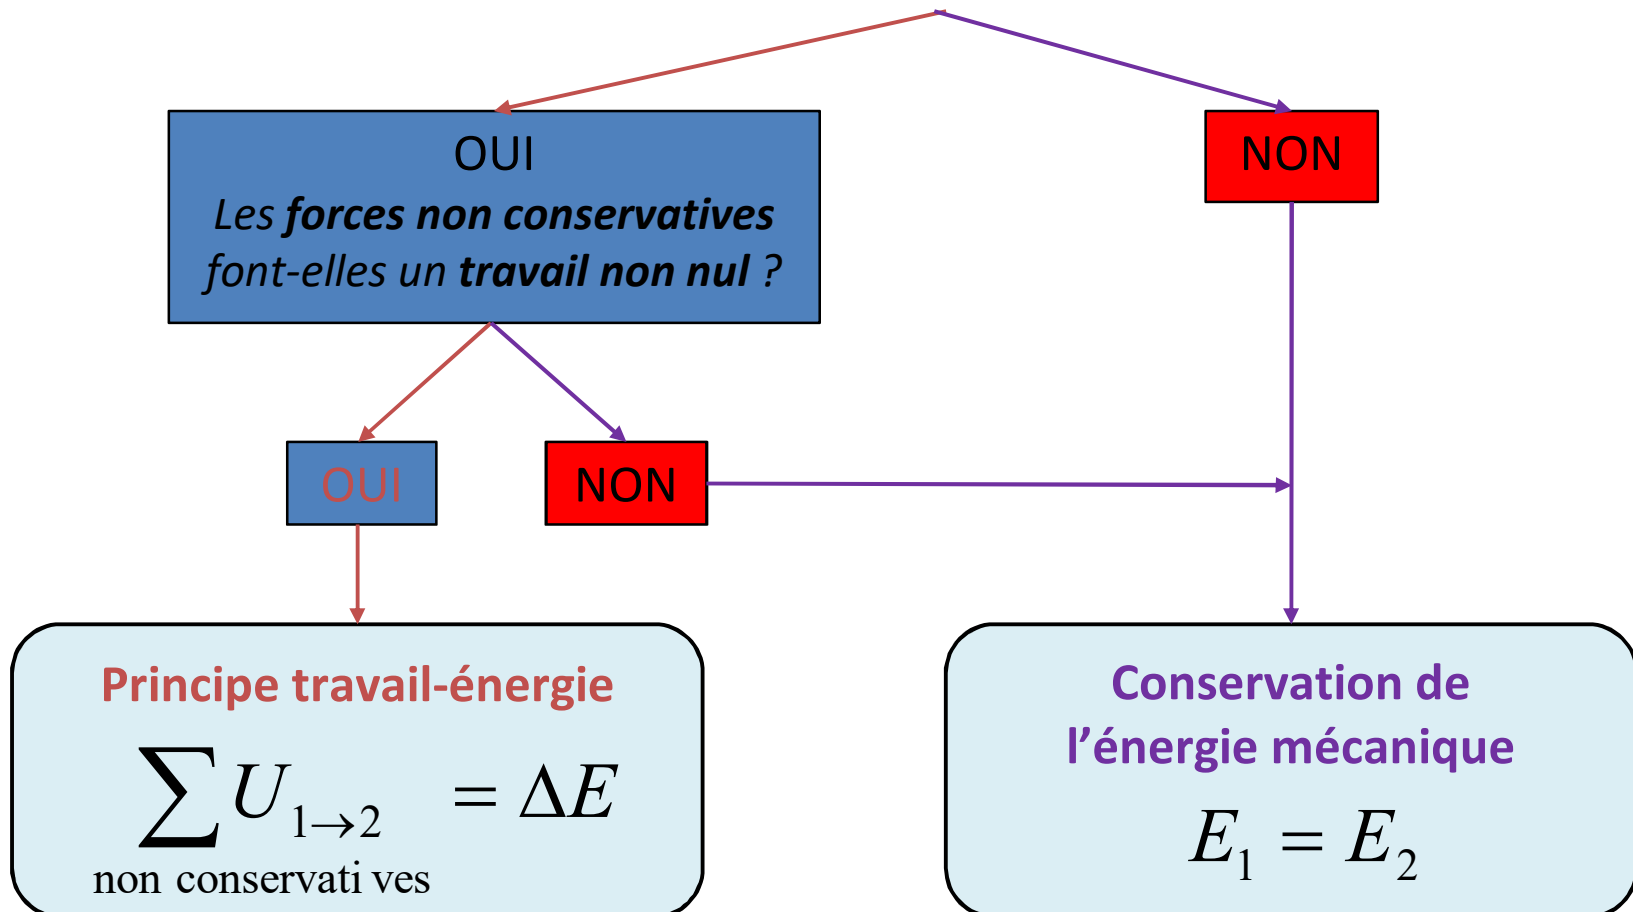 OUI
NON
Les forces non conservatives
font-elles un travail non nul ?
OUI
NON
Principe travail-énergie
∑ U 1→2 = ΔE
non conservati ves
Conservation de
l’énergie mécanique
E1 = E2